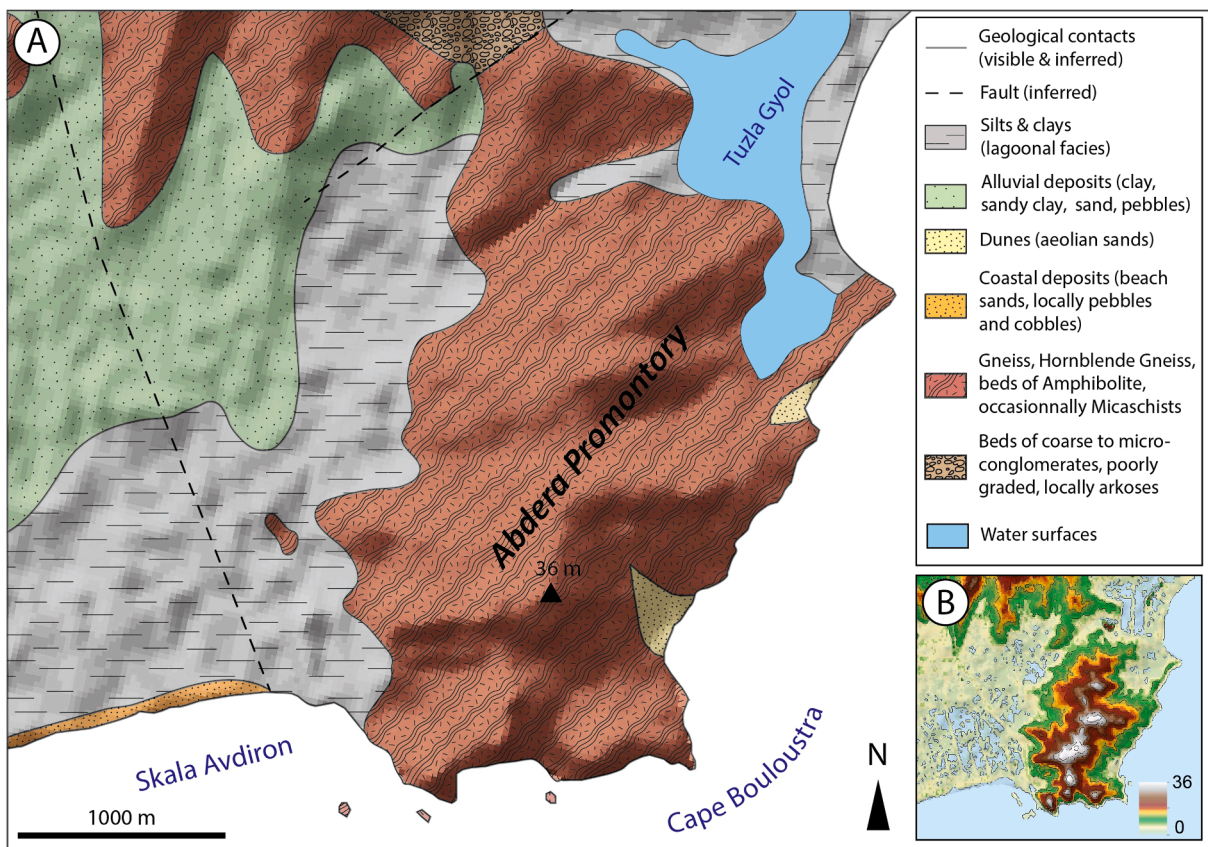 A
Tuzla Gyol
Abdera Promontory
36 m
Skala Avdiron
Cape Bouloustra
1000 m
N
Geological contacts
(visible & inferred)
Fault (inferred)
Silts & clays
(lagoonal facies)
Alluvial deposits (clay,
sandy clay, sand, pebbles)
Dunes (aeolian sands)
Coastal deposits (beach
sands, locally pebbles
and cobbles)
Gneiss, Hornblende Gneiss,
beds of Amphibolite,
occasionnally Micaschists
Beds of coarse to micro-
conglomerates, poorly
graded, locally arkoses
Water surfaces
B
36
0